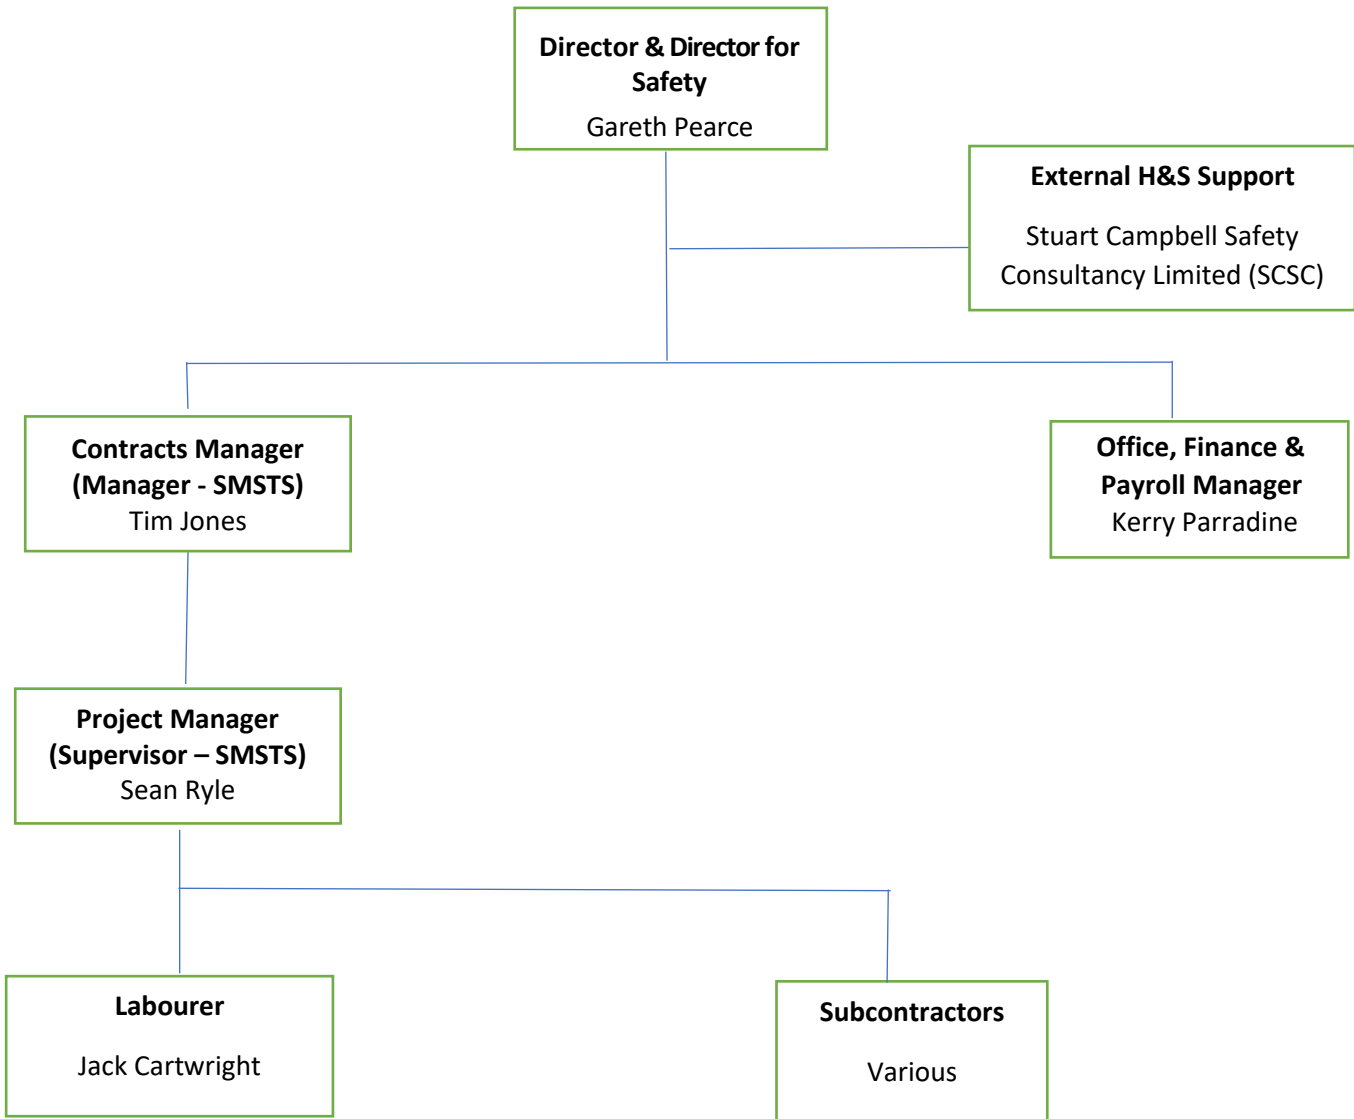 Director & Director for
Safety
Gareth Pearce
External H&S Support
Stuart Campbell Safety
Consultancy Limited (SCSC)
Contracts Manager
(Manager - SMSTS)
Tim Jones
Office, Finance &
Payroll Manager
Kerry Parradine
Project Manager
(Supervisor – SMSTS)
Sean Ryle
Labourer
Jack Cartwright
Subcontractors
Various